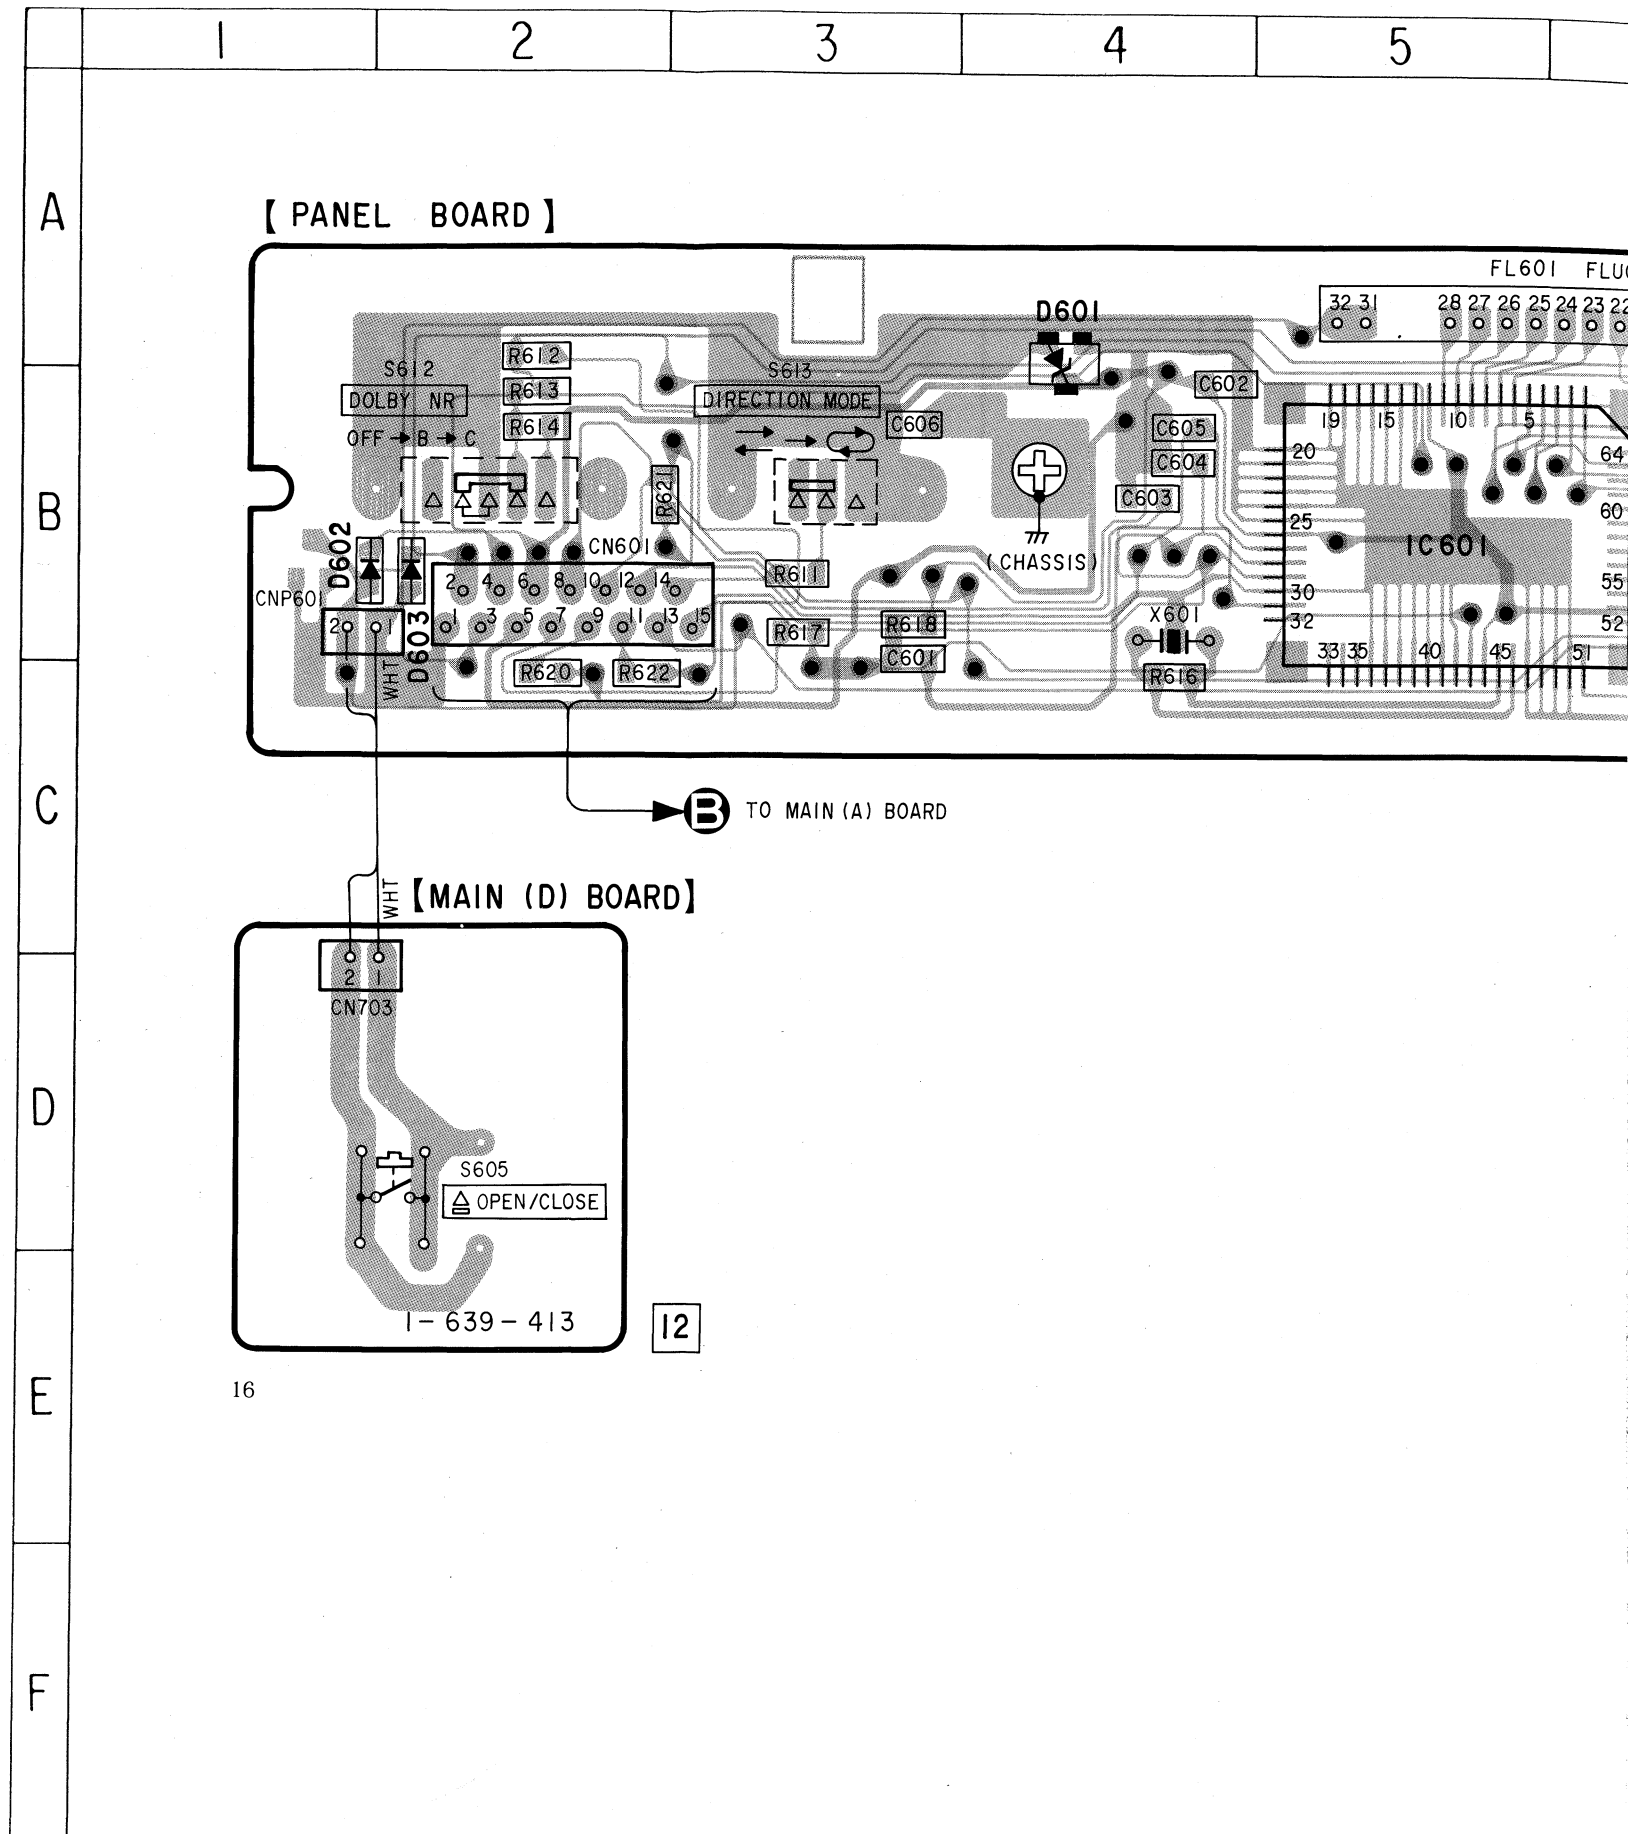 1 2 3 4 5
A
【 PANEL BOARD 】
FL601
D601
32 31 28 27 26 25 24 23 22
R612
S612
S613
R613
C602
DOLBY NR
DIRECTION MODE
19 15 10 5 1
R614
C606
C605
OFF → B → C
20
64
C604
B
R621
C603
60
25
D602
CN601
IC601
(CHASSIS)
R611
2 4 6 8 10 12 14
55
CNP601
30
2 1
1 3 5 7 9 11 13 15
R617
R618
X601
32
52
D603
C601
33 35 40 45 51
WHT
R620
R622
R616
C
B TO MAIN (A) BOARD
WHT
【MAIN (D) BOARD】
2 1
CN703
D
S605
OPEN/CLOSE
1-639-413
12
16
E
F